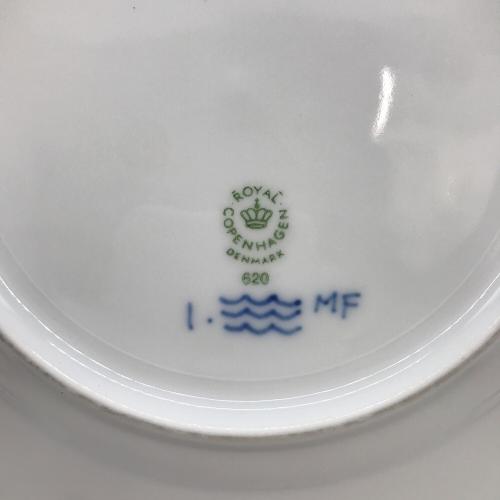 ROYAL
COPENHAGEN
DENMARK
620
1. MF